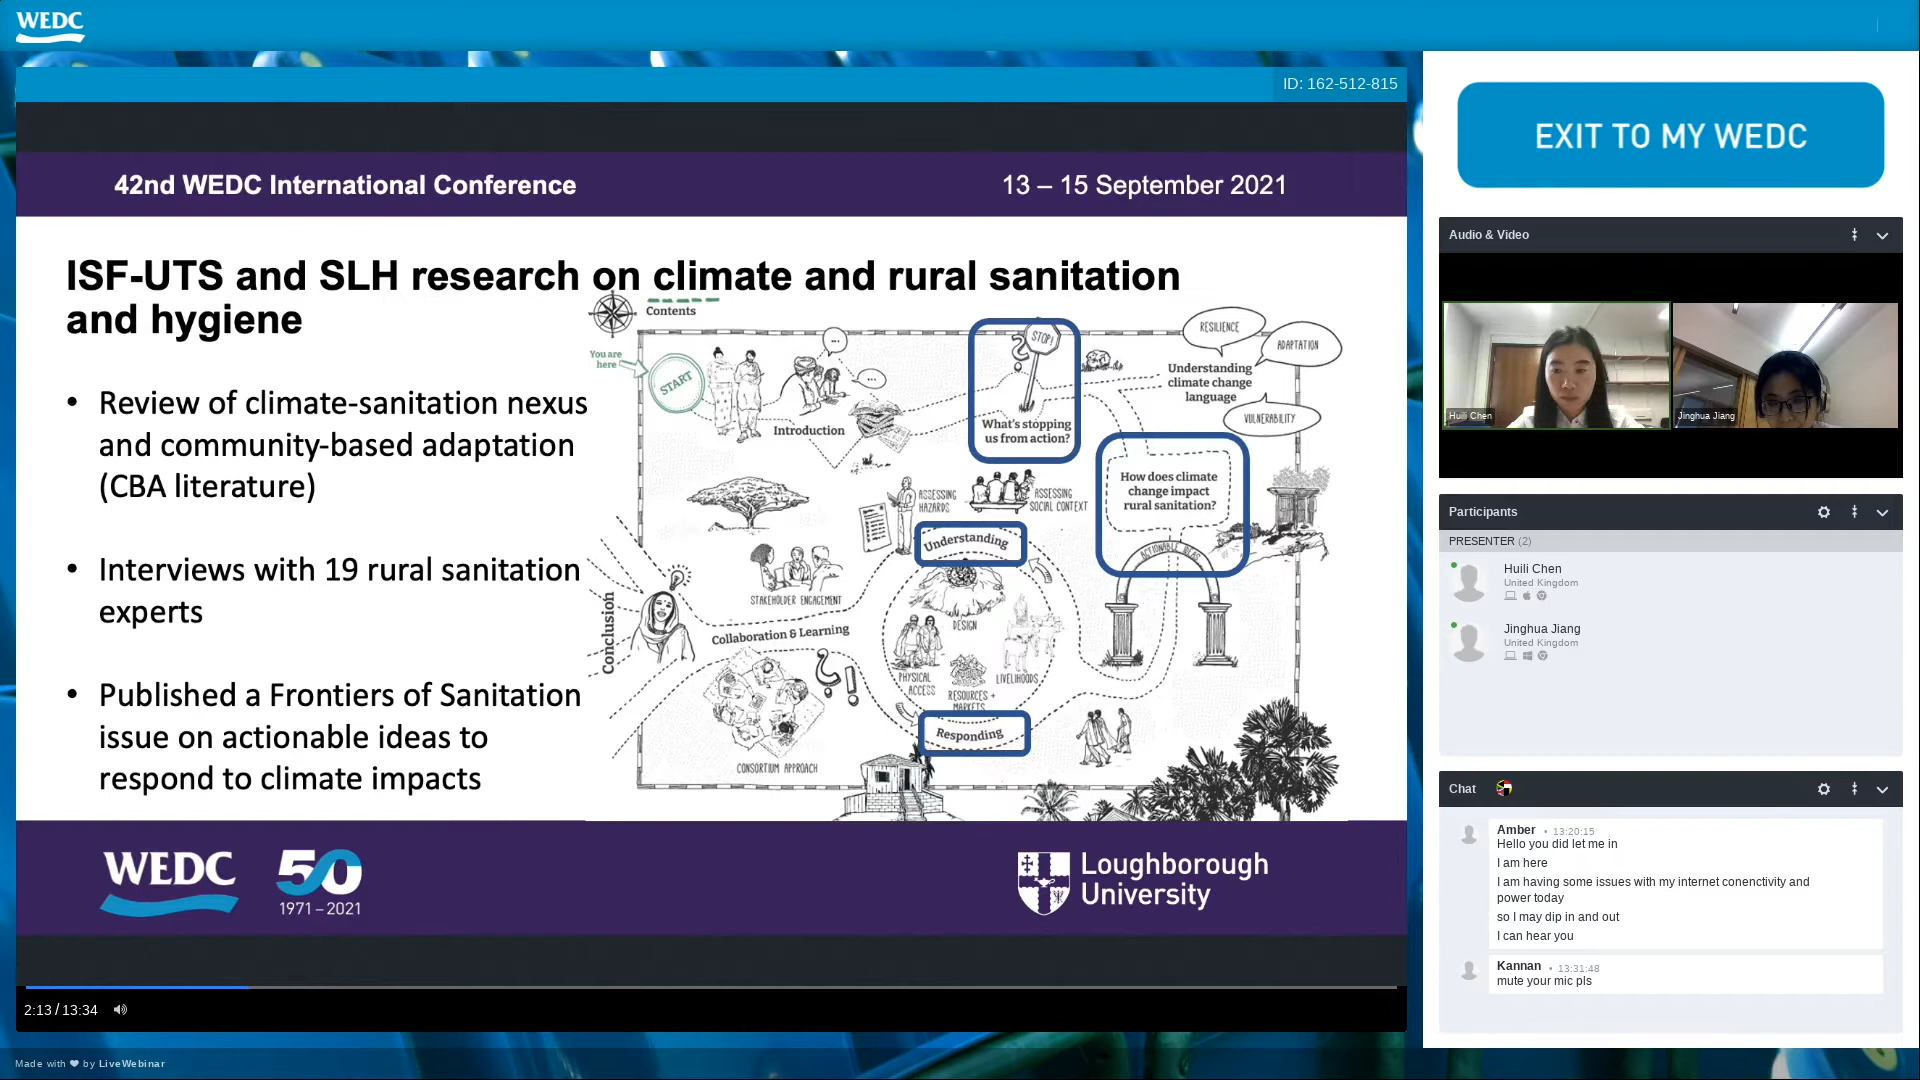 WEDC
ID: 162-512-815
EXIT TO MY WEDC
42nd WEDC International Conference
13 – 15 September 2021
ISF-UTS and SLH research on climate and rural sanitation
and hygiene
• Review of climate-sanitation nexus
and community-based adaptation
(CBA literature)
• Interviews with 19 rural sanitation
experts
• Published a Frontiers of Sanitation
issue on actionable ideas to
respond to climate impacts
Contents
You are
here
START
...
...
Introduction
STOP!
What's stopping
us from action?
RESILIENCE
ADAPTATION
Understanding
climate change
language
VULNERABILITY
How does climate
change impact
rural sanitation?
ACTIONABLE IDEAS
ASSESSING
HAZARDS
ASSESSING
SOCIAL CONTEXT
Understanding
STAKEHOLDER ENGAGEMENT
Collaboration & Learning
Conclusion
DESIGN
PHYSICAL
ACCESS
RESOURCES +
MARKETS
LIVELIHOODS
Responding
CONSORTIUM APPROACH
WEDC
50
1971 – 2021
Loughborough
University
2:13 / 13:34
Made with ❤ by LiveWebinar
Audio & Video
Huili Chen
Jinghua Jiang
Participants
PRESENTER (2)
Huili Chen
United Kingdom
Jinghua Jiang
United Kingdom
Chat
Amber • 13:20:15
Hello you did let me in
I am here
I am having some issues with my internet conenctivity and
power today
so I may dip in and out
I can hear you
Kannan • 13:31:48
mute your mic pls